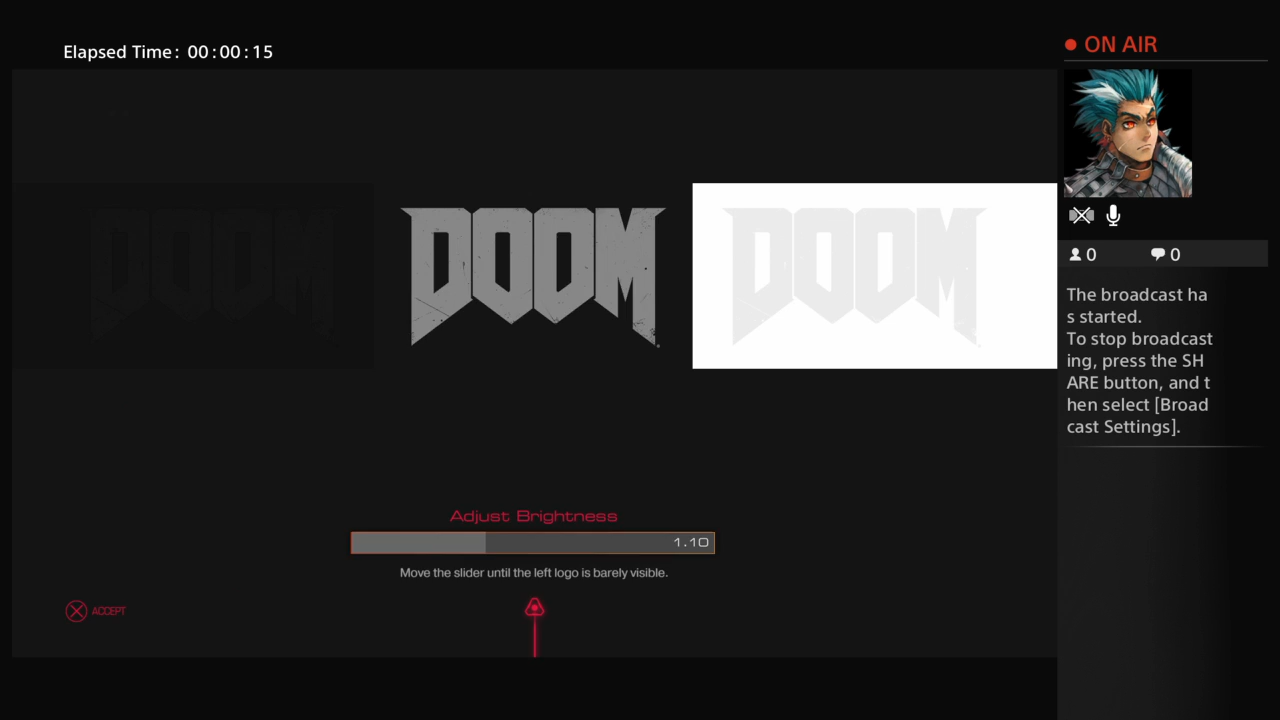 Elapsed Time: 00:00:15
ON AIR
DOOM
DOOM
DOOM
0
0
The broadcast ha
s started.
To stop broadcast
ing, press the SH
ARE button, and t
hen select [Broad
cast Settings].
Adjust Brightness
1.10
Move the slider until the left logo is barely visible.
ACCEPT